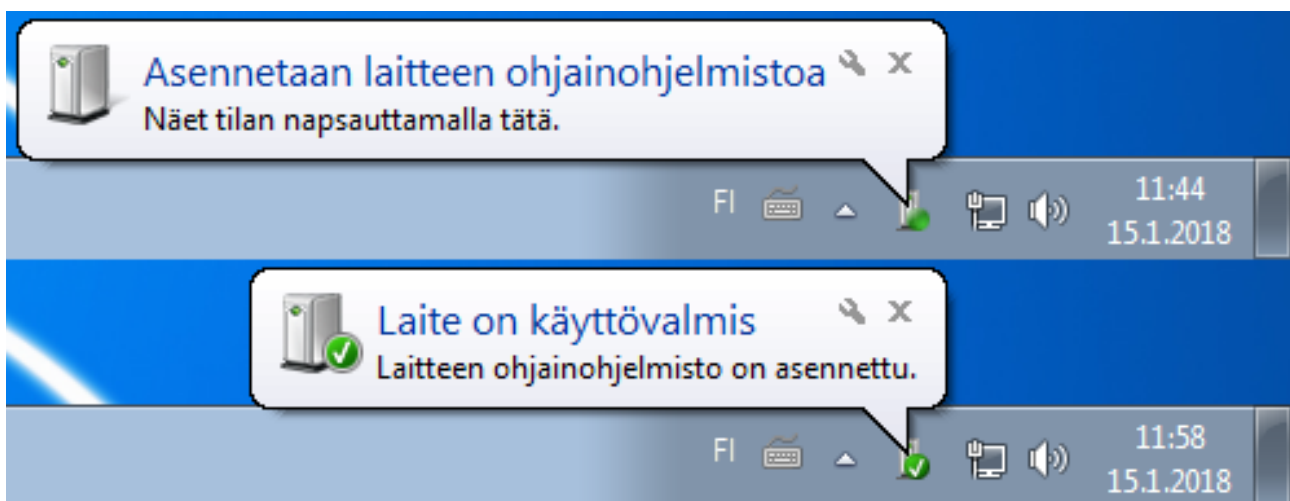 Asennetaan laitteen ohjainohjelmistoa
Näet tilan napsauttamalla tätä.
FI
11:44
15.1.2018
Laite on käyttövalmis
Laitteen ohjainohjelmisto on asennettu.
FI
11:58
15.1.2018